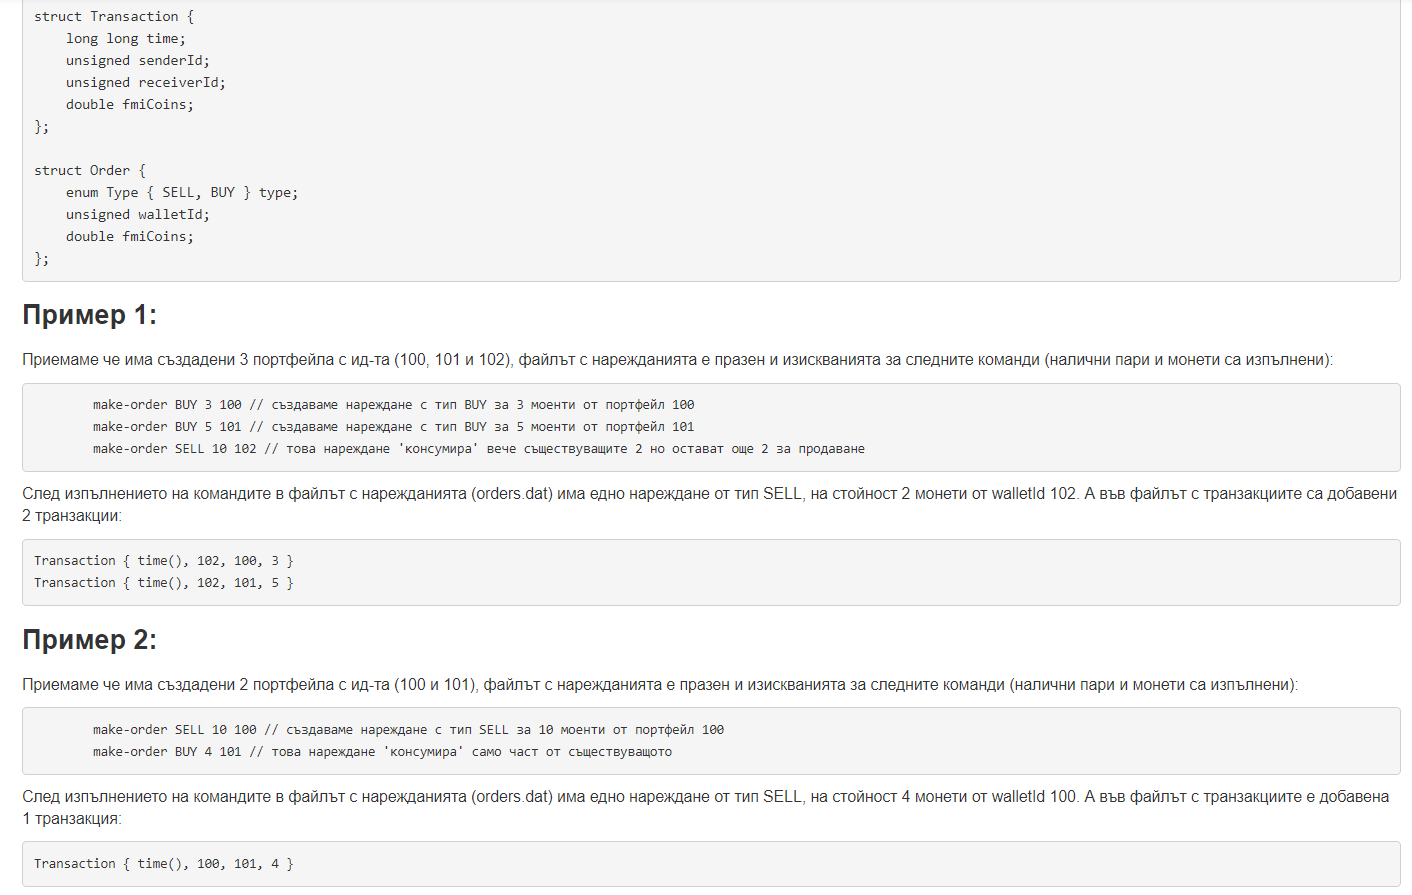 struct Transaction {
    long long time;
    unsigned senderId;
    unsigned receiverId;
    double fmiCoins;
};

struct Order {
    enum Type { SELL, BUY } type;
    unsigned walletId;
    double fmiCoins;
};
Пример 1:
Приемаме че има създадени 3 портфейла с ид-та (100, 101 и 102), файлът с нарежданията е празен и изискванията за следните команди (налични пари и монети са изпълнени):
make-order BUY 3 100 // създаваме нареждане с тип BUY за 3 моенти от портфейл 100
make-order BUY 5 101 // създаваме нареждане с тип BUY за 5 моенти от портфейл 101
make-order SELL 10 102 // това нареждане 'консумира' вече съществуващите 2 но остават още 2 за продаване
След изпълнението на командите в файлът с нарежданията (orders.dat) има едно нареждане от тип SELL, на стойност 2 монети от walletId 102. А във файлът с транзакциите са добавени
2 транзакции:
Transaction { time(), 102, 100, 3 }
Transaction { time(), 102, 101, 5 }
Пример 2:
Приемаме че има създадени 2 портфейла с ид-та (100 и 101), файлът с нарежданията е празен и изискванията за следните команди (налични пари и монети са изпълнени):
make-order SELL 10 100 // създаваме нареждане с тип SELL за 10 моенти от портфейл 100
make-order BUY 4 101 // това нареждане 'консумира' само част от съществуващото
След изпълнението на командите в файлът с нарежданията (orders.dat) има едно нареждане от тип SELL, на стойност 4 монети от walletId 100. А във файлът с транзакциите е добавена
1 транзакция:
Transaction { time(), 100, 101, 4 }